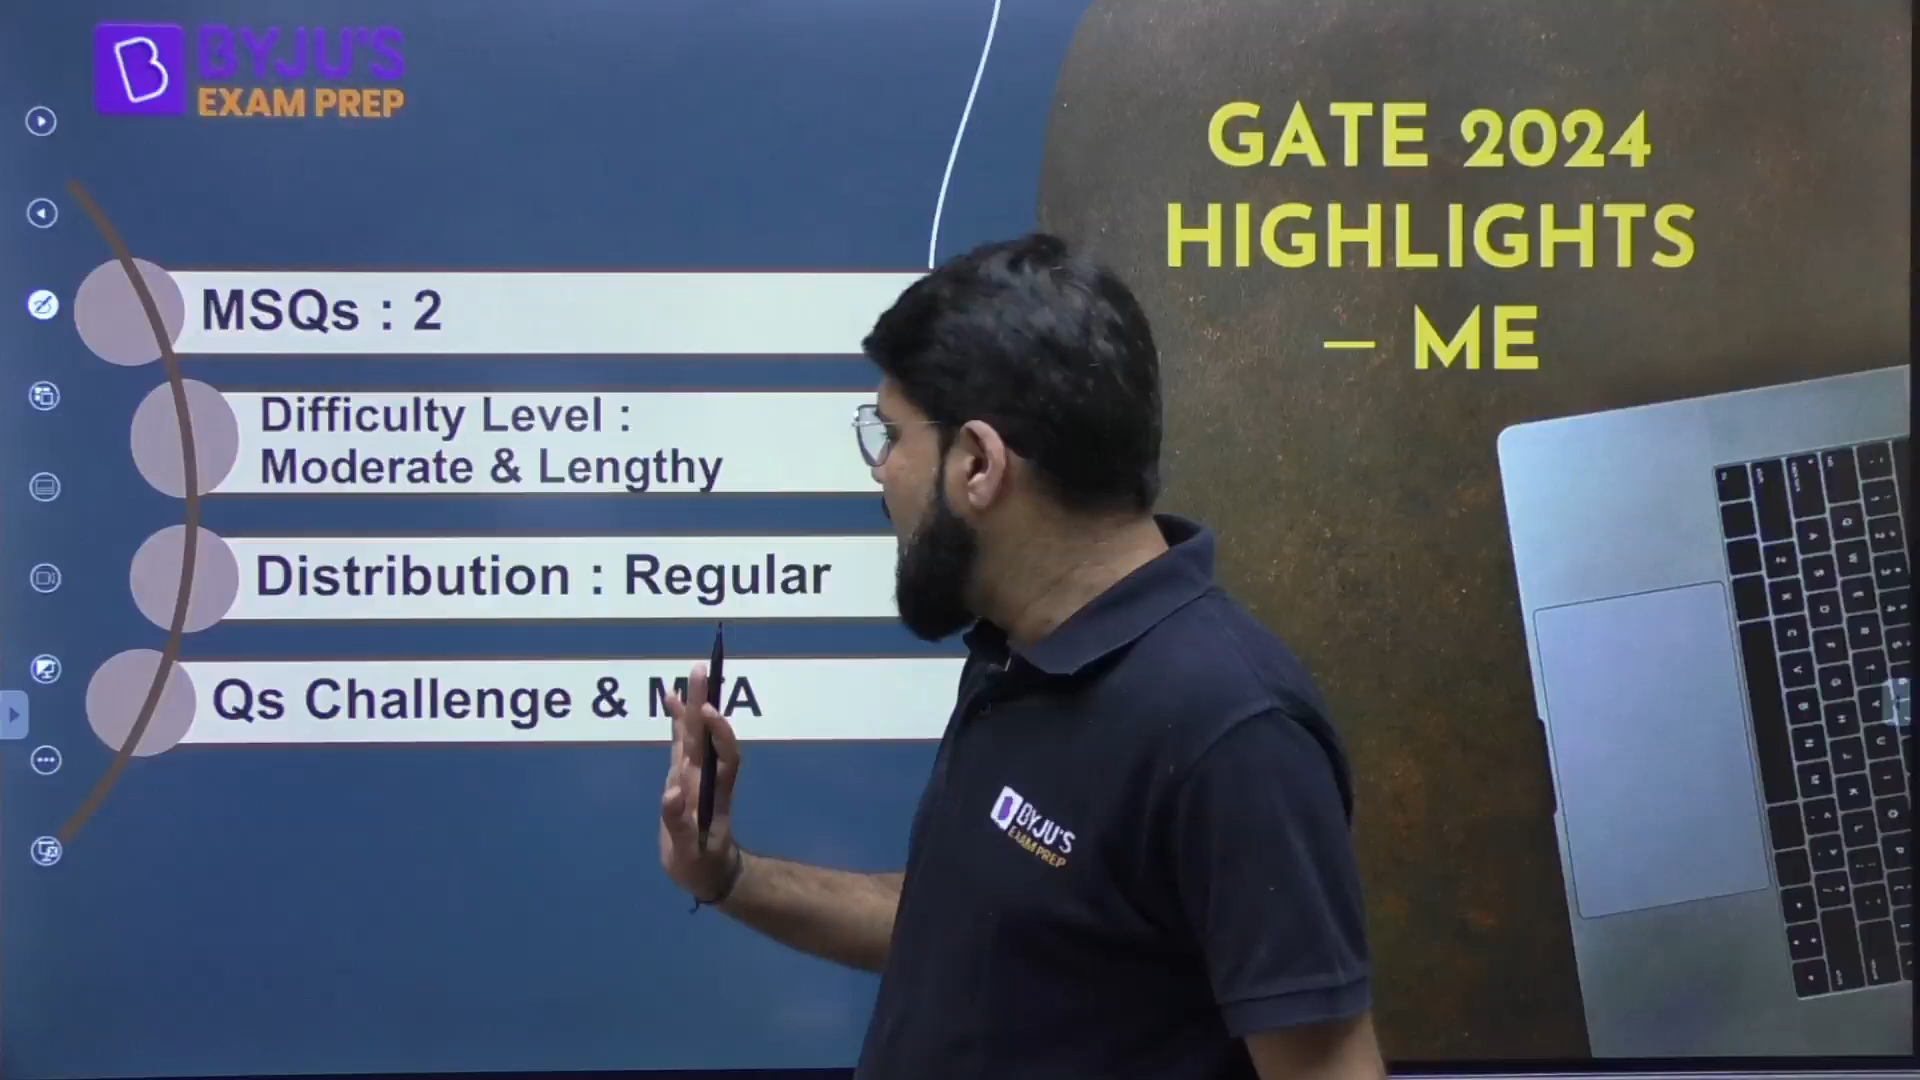 BYJU'S
EXAM PREP
GATE 2024
HIGHLIGHTS
– ME
MSQs : 2
Difficulty Level :
Moderate & Lengthy
Distribution : Regular
Qs Challenge &
BYJU'S
EXAM PREP